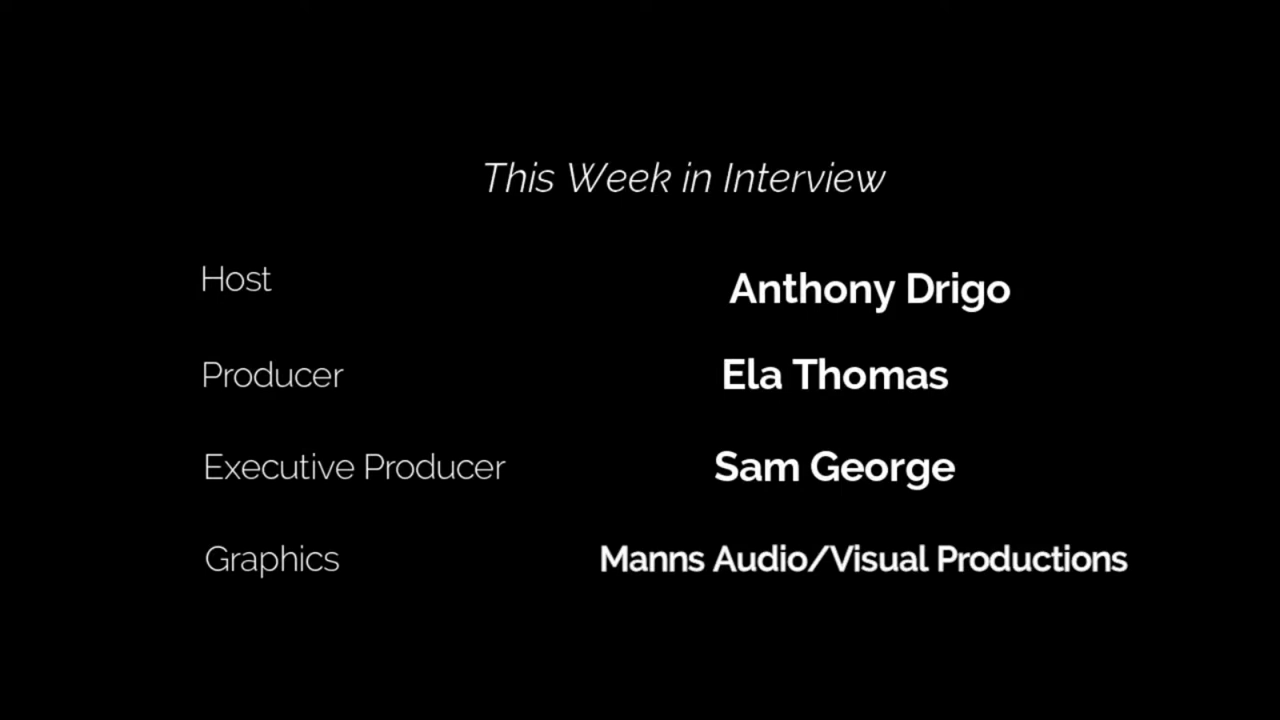 This Week in Interview
Host Anthony Drigo
Producer Ela Thomas
Executive Producer Sam George
Graphics Manns Audio/Visual Productions